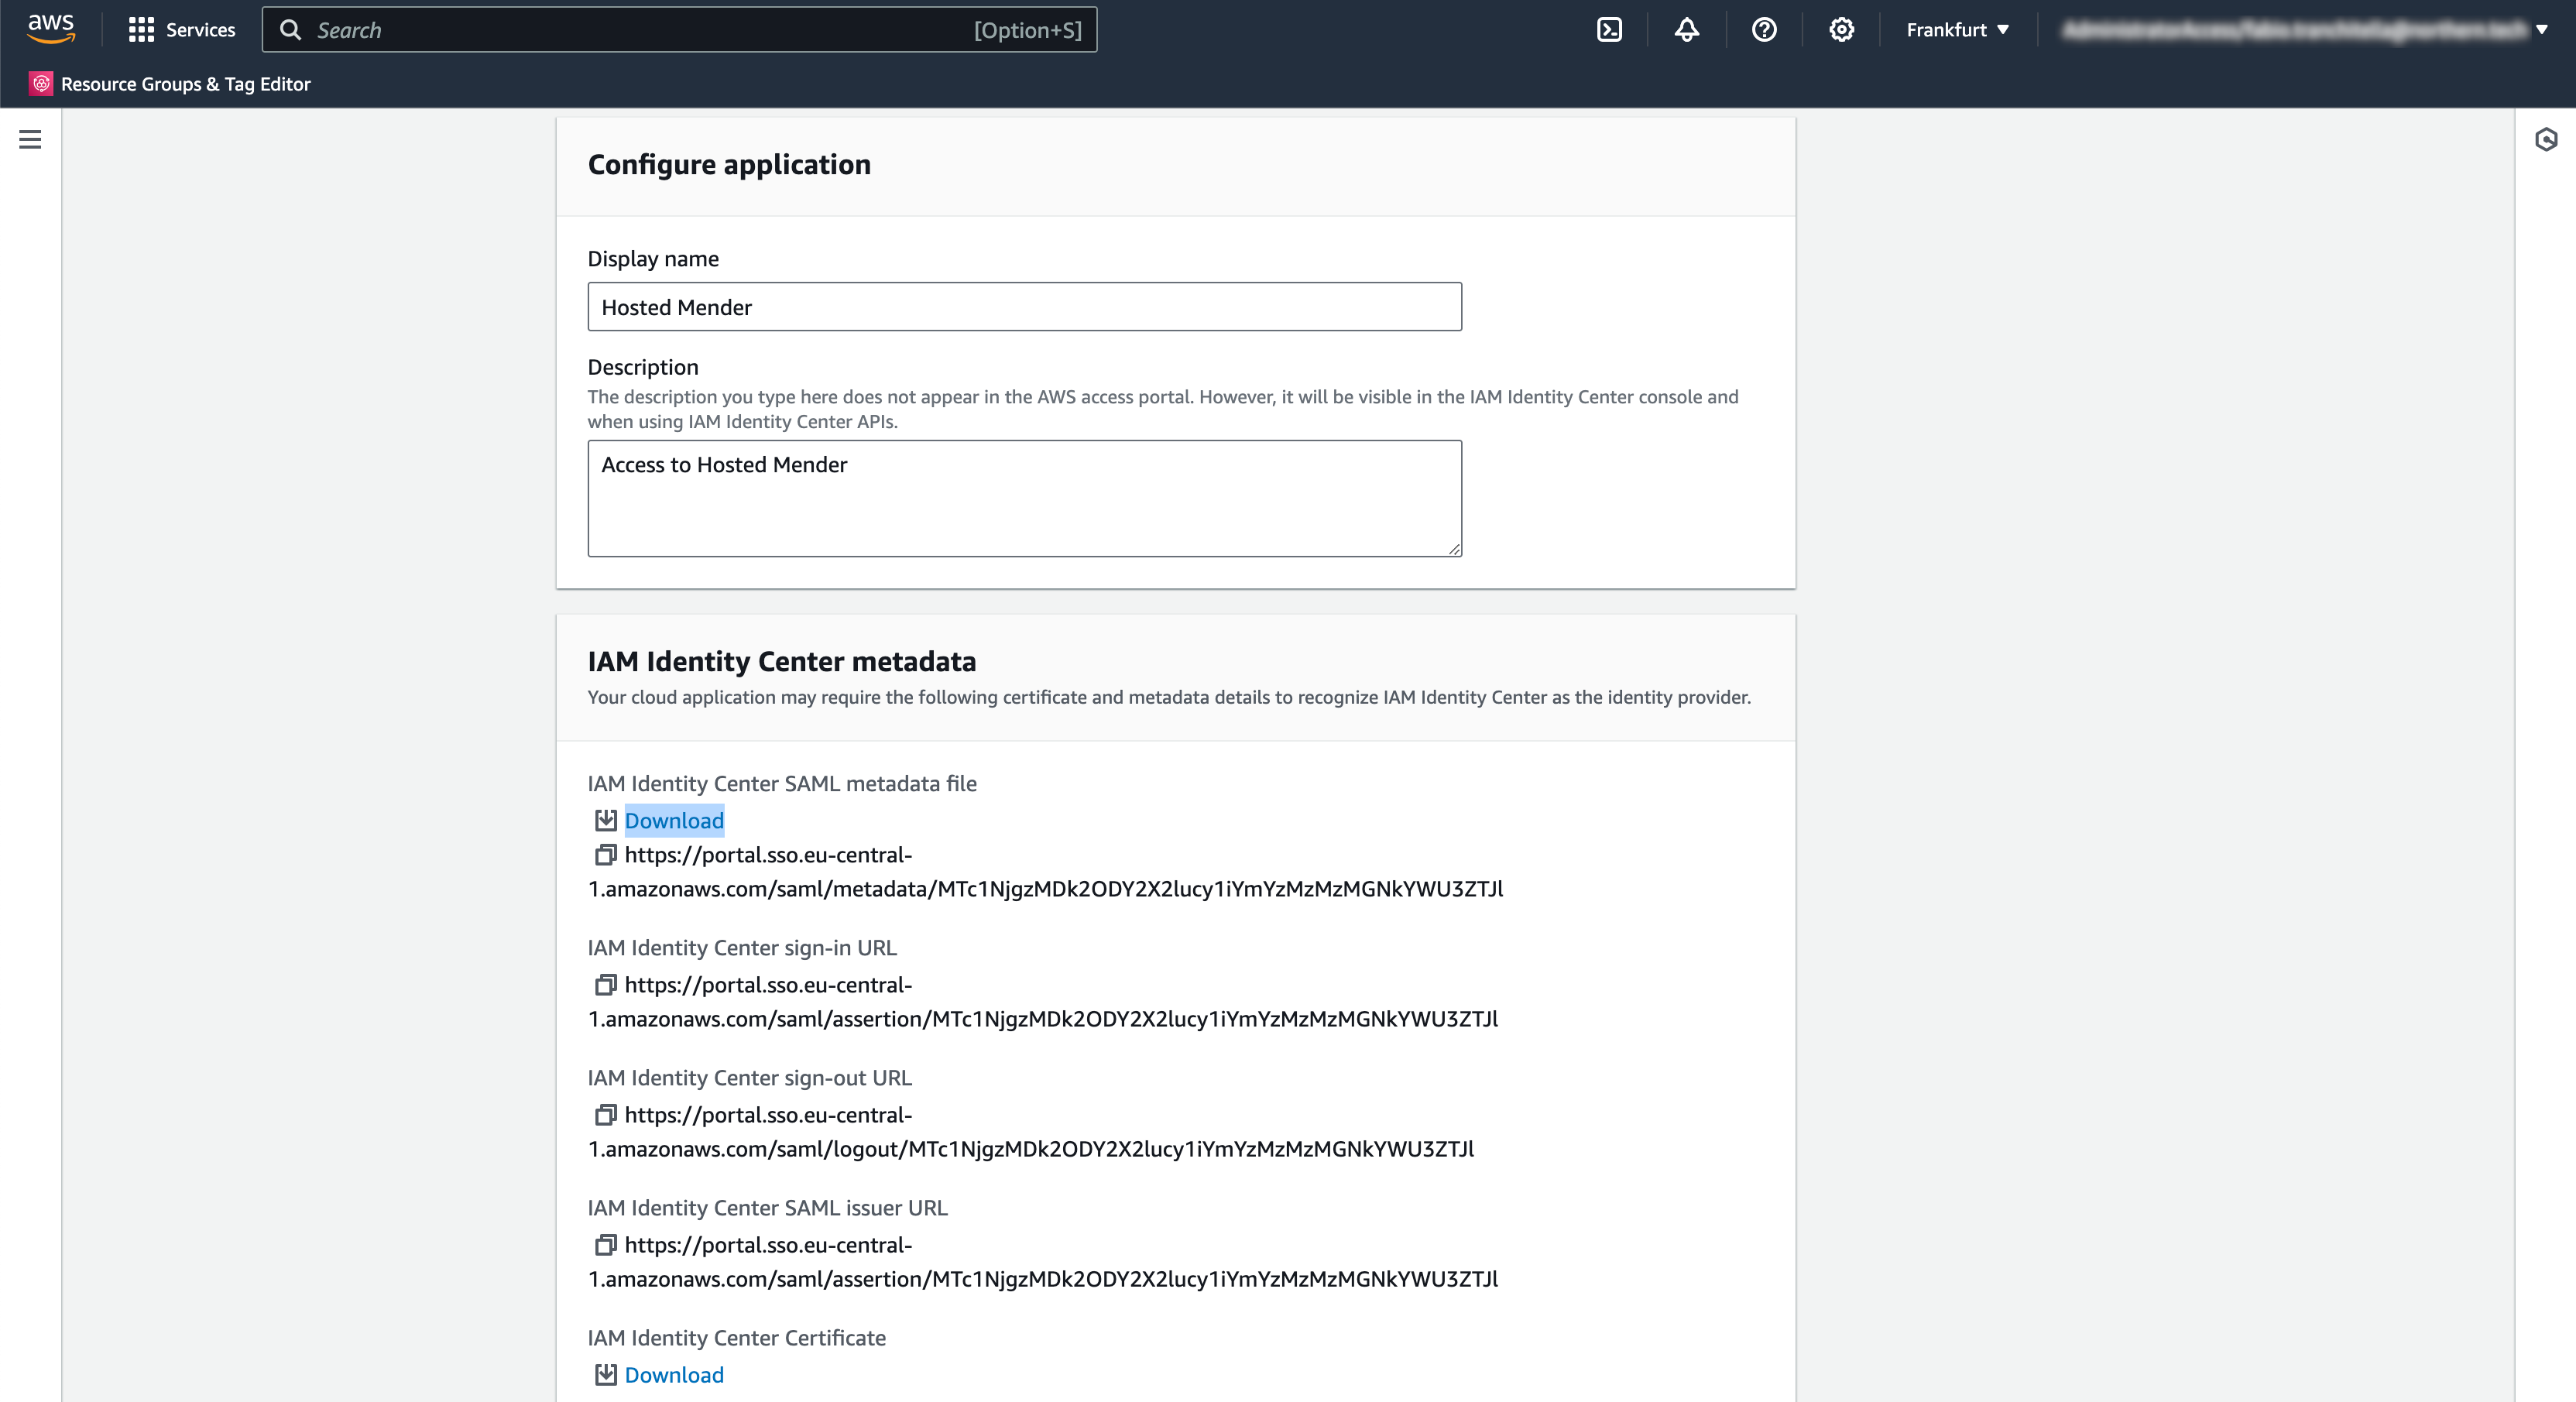 aws
Services
Search
[Option+S]
Frankfurt
Resource Groups & Tag Editor
Configure application
Display name
Hosted Mender
Description
The description you type here does not appear in the AWS access portal. However, it will be visible in the IAM Identity Center console and
when using IAM Identity Center APIs.
Access to Hosted Mender
IAM Identity Center metadata
Your cloud application may require the following certificate and metadata details to recognize IAM Identity Center as the identity provider.
IAM Identity Center SAML metadata file
Download
https://portal.sso.eu-central-
1.amazonaws.com/saml/metadata/MTc1NjgzMDk2ODY2X2lucy1iYmYzMzMzMGNkYWU3ZTJl
IAM Identity Center sign-in URL
https://portal.sso.eu-central-
1.amazonaws.com/saml/assertion/MTc1NjgzMDk2ODY2X2lucy1iYmYzMzMzMGNkYWU3ZTJl
IAM Identity Center sign-out URL
https://portal.sso.eu-central-
1.amazonaws.com/saml/logout/MTc1NjgzMDk2ODY2X2lucy1iYmYzMzMzMGNkYWU3ZTJl
IAM Identity Center SAML issuer URL
https://portal.sso.eu-central-
1.amazonaws.com/saml/assertion/MTc1NjgzMDk2ODY2X2lucy1iYmYzMzMzMGNkYWU3ZTJl
IAM Identity Center Certificate
Download